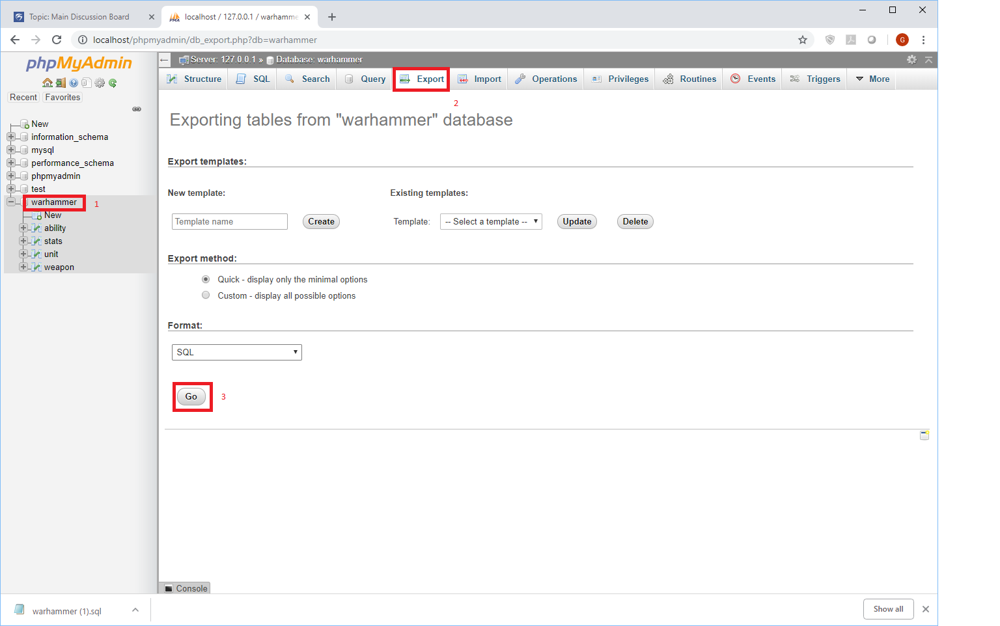 Topic: Main Discussion Board
localhost / 127.0.0.1 / warhamme
localhost/phpmyadmin/db_export.php?db=warhammer
G
phpMyAdmin
Recent
Favorites
New
information_schema
mysql
performance_schema
phpmyadmin
test
warhammer
1
New
ability
stats
unit
weapon
Server: 127.0.0.1 » Database: warhammer
Structure
SQL
Search
Query
Export
Import
Operations
Privileges
Routines
Events
Triggers
More
2
Exporting tables from "warhammer" database
Export templates:
New template:
Existing templates:
Template name
Create
Template:
-- Select a template --
Update
Delete
Export method:
Quick - display only the minimal options
Custom - display all possible options
Format:
SQL
Go
3
Console
warhammer (1).sql
Show all